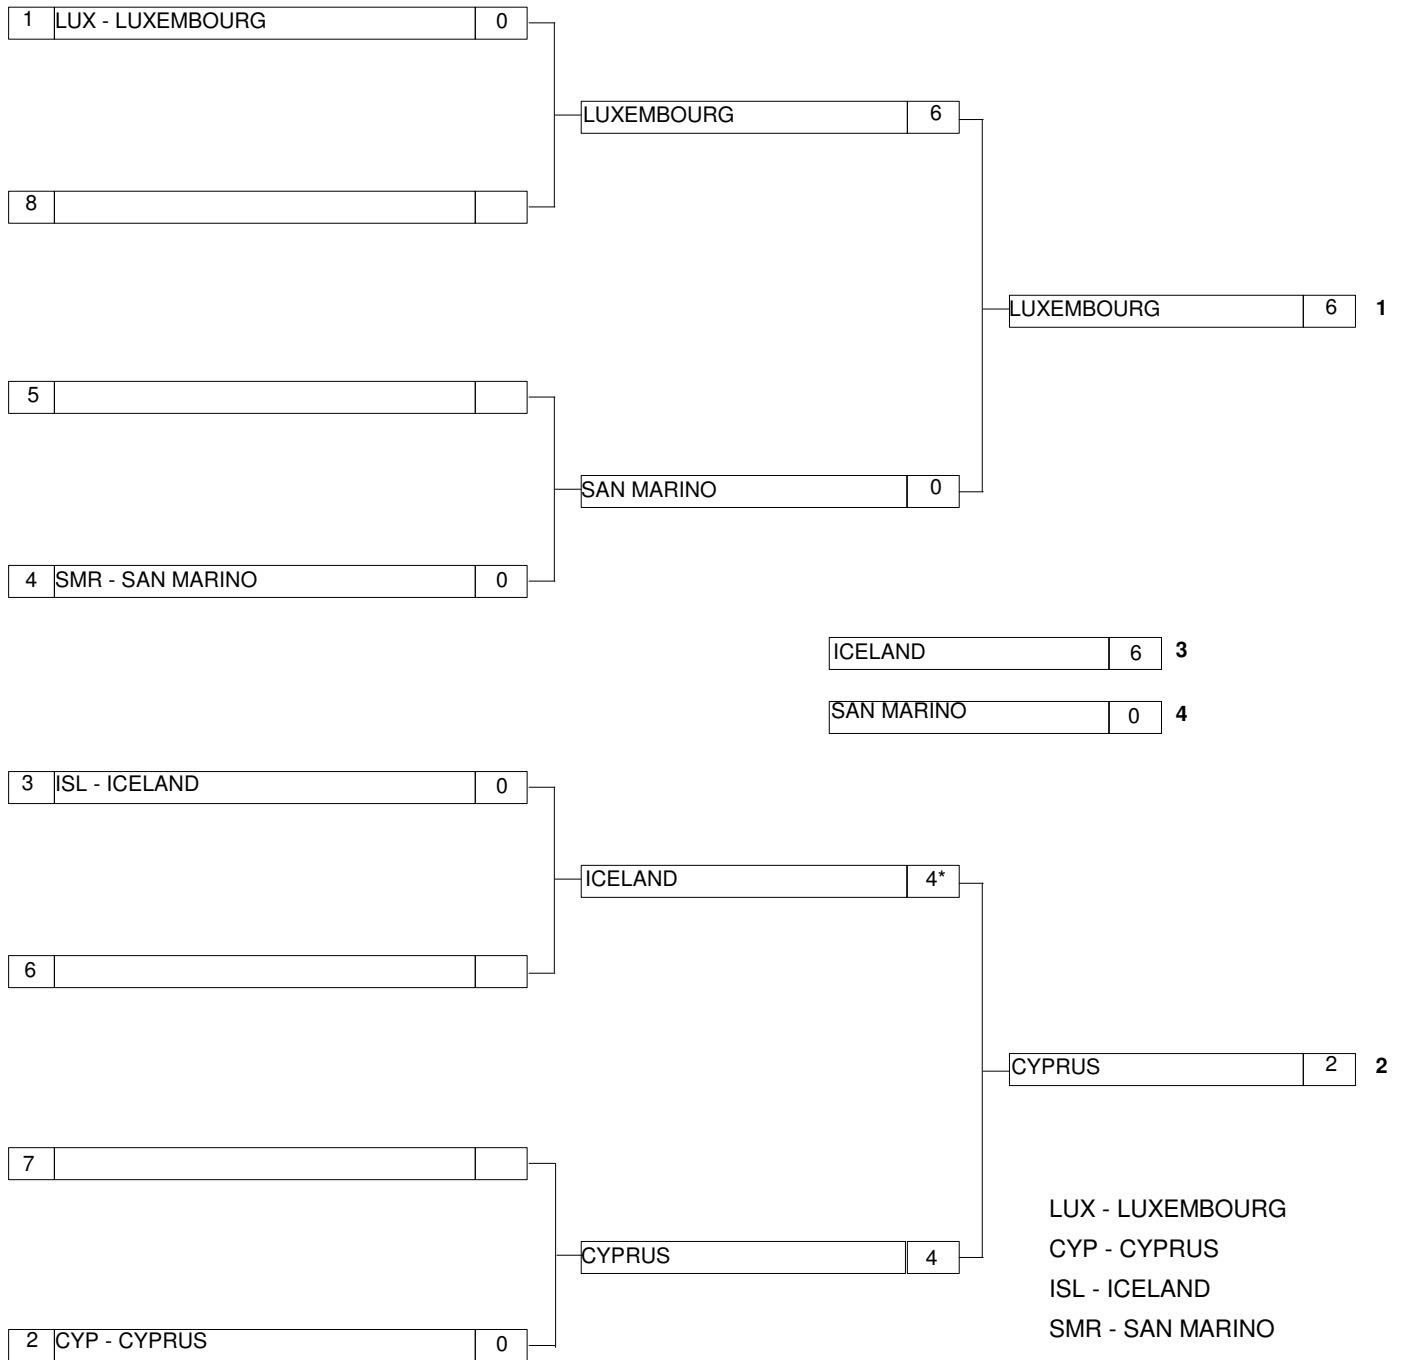 1 LUX - LUXEMBOURG 0
LUXEMBOURG 6
8
LUXEMBOURG 6 1
5
SAN MARINO 0
4 SMR - SAN MARINO 0
ICELAND 6 3
SAN MARINO 0 4
3 ISL - ICELAND 0
ICELAND 4*
6
CYPRUS 2 2
7
LUX - LUXEMBOURG
CYP - CYPRUS
CYPRUS 4
ISL - ICELAND
SMR - SAN MARINO
2 CYP - CYPRUS 0